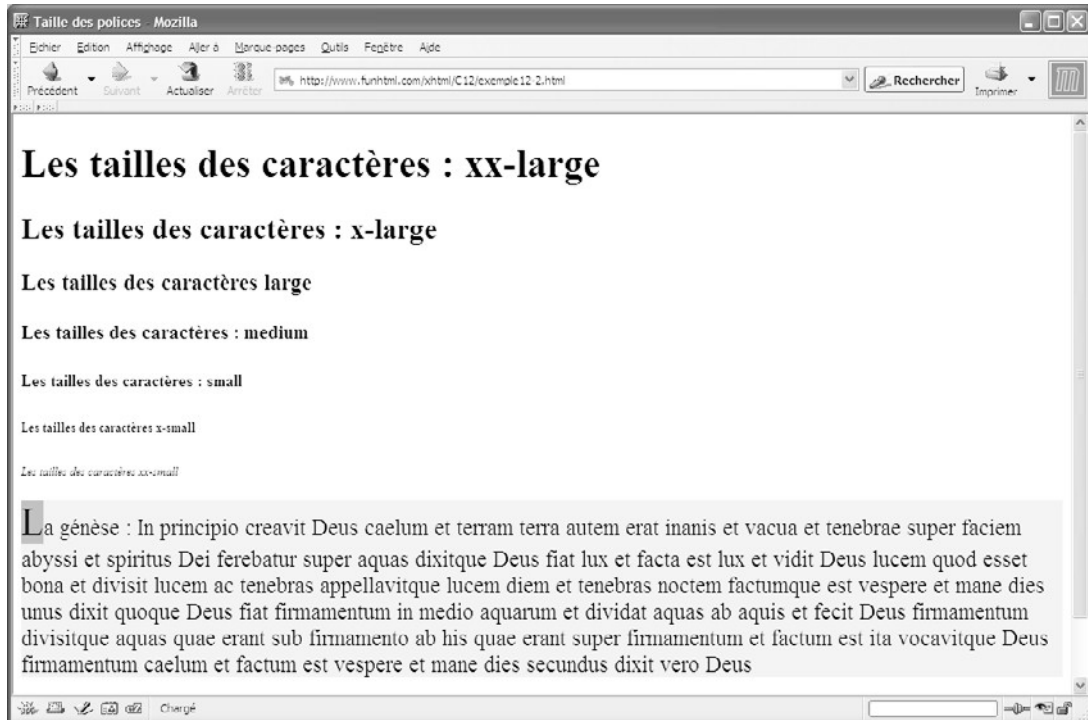 Taille des polices - Mozilla
Fichier Edition Affichage Aller à Marque-pages Outils Fenêtre Aide
Précédent Suivant Actualiser Arrêter http://www.funhtml.com/xhtml/C12/exemple12-2.html Rechercher Imprimer
Les tailles des caractères : xx-large
Les tailles des caractères : x-large
Les tailles des caractères large
Les tailles des caractères : medium
Les tailles des caractères : small
Les tailles des caractères x-small
Les tailles des caractères xx-small
La génèse : In principio creavit Deus caelum et terram terra autem erat inanis et vacua et tenebrae super faciem
abyssi et spiritus Dei ferebatur super aquas dixitque Deus fiat lux et facta est lux et vidit Deus lucem quod esset
bona et divisit lucem ac tenebras appellavitque lucem diem et tenebras noctem factumque est vespere et mane dies
unus dixit quoque Deus fiat firmamentum in medio aquarum et dividat aquas ab aquis et fecit Deus firmamentum
divisitque aquas quae erant sub firmamento ab his quae erant super firmamentum et factum est ita vocavitque Deus
firmamentum caelum et factum est vespere et mane dies secundus dixit vero Deus
Chargé